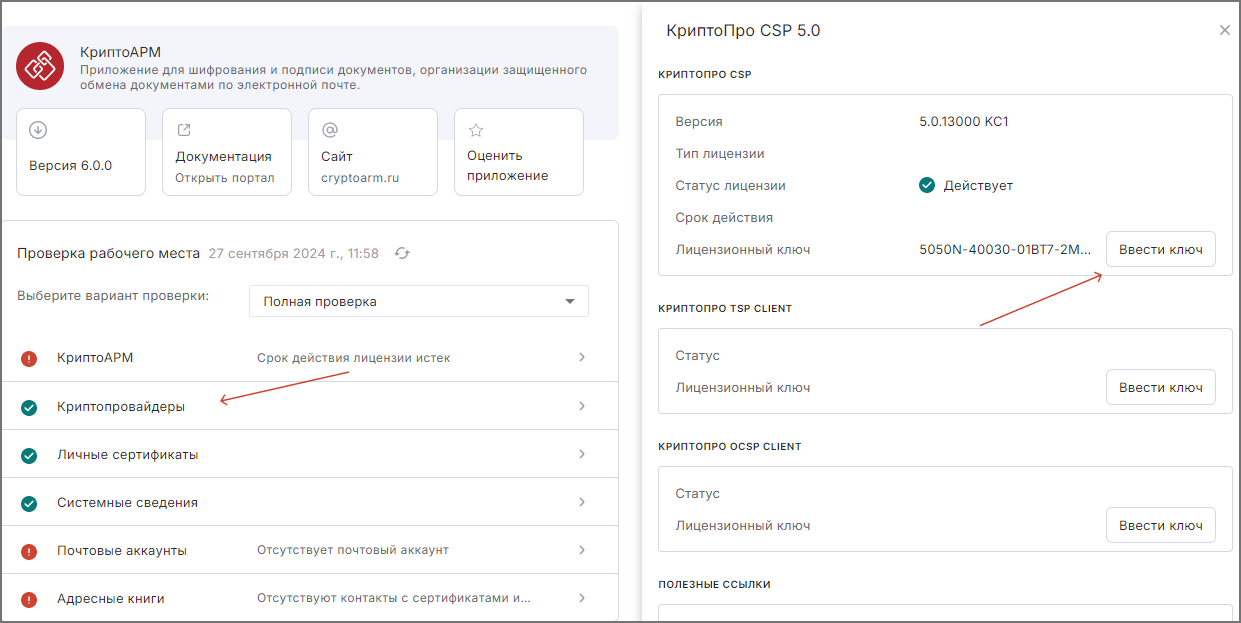 КриптоАРМ
Приложение для шифрования и подписи документов, организации защищенного
обмена документами по электронной почте.
Версия 6.0.0
Документация
Открыть портал
Сайт
cryptoarm.ru
Оценить
приложение
Проверка рабочего места 27 сентября 2024 г., 11:58
Выберите вариант проверки:
Полная проверка
КриптоАРМ Срок действия лицензии истек
Криптопровайдеры
Личные сертификаты
Системные сведения
Почтовые аккаунты Отсутствует почтовый аккаунт
Адресные книги Отсутствуют контакты с сертификатами и...
КриптоПро CSP 5.0
КРИПТОПРО CSP
Версия 5.0.13000 KC1
Тип лицензии
Статус лицензии Действует
Срок действия
Лицензионный ключ 5050N-40030-01BT7-2M... Ввести ключ
КРИПТОПРО TSP CLIENT
Статус
Лицензионный ключ Ввести ключ
КРИПТОПРО OCSP CLIENT
Статус
Лицензионный ключ Ввести ключ
ПОЛЕЗНЫЕ ССЫЛКИ